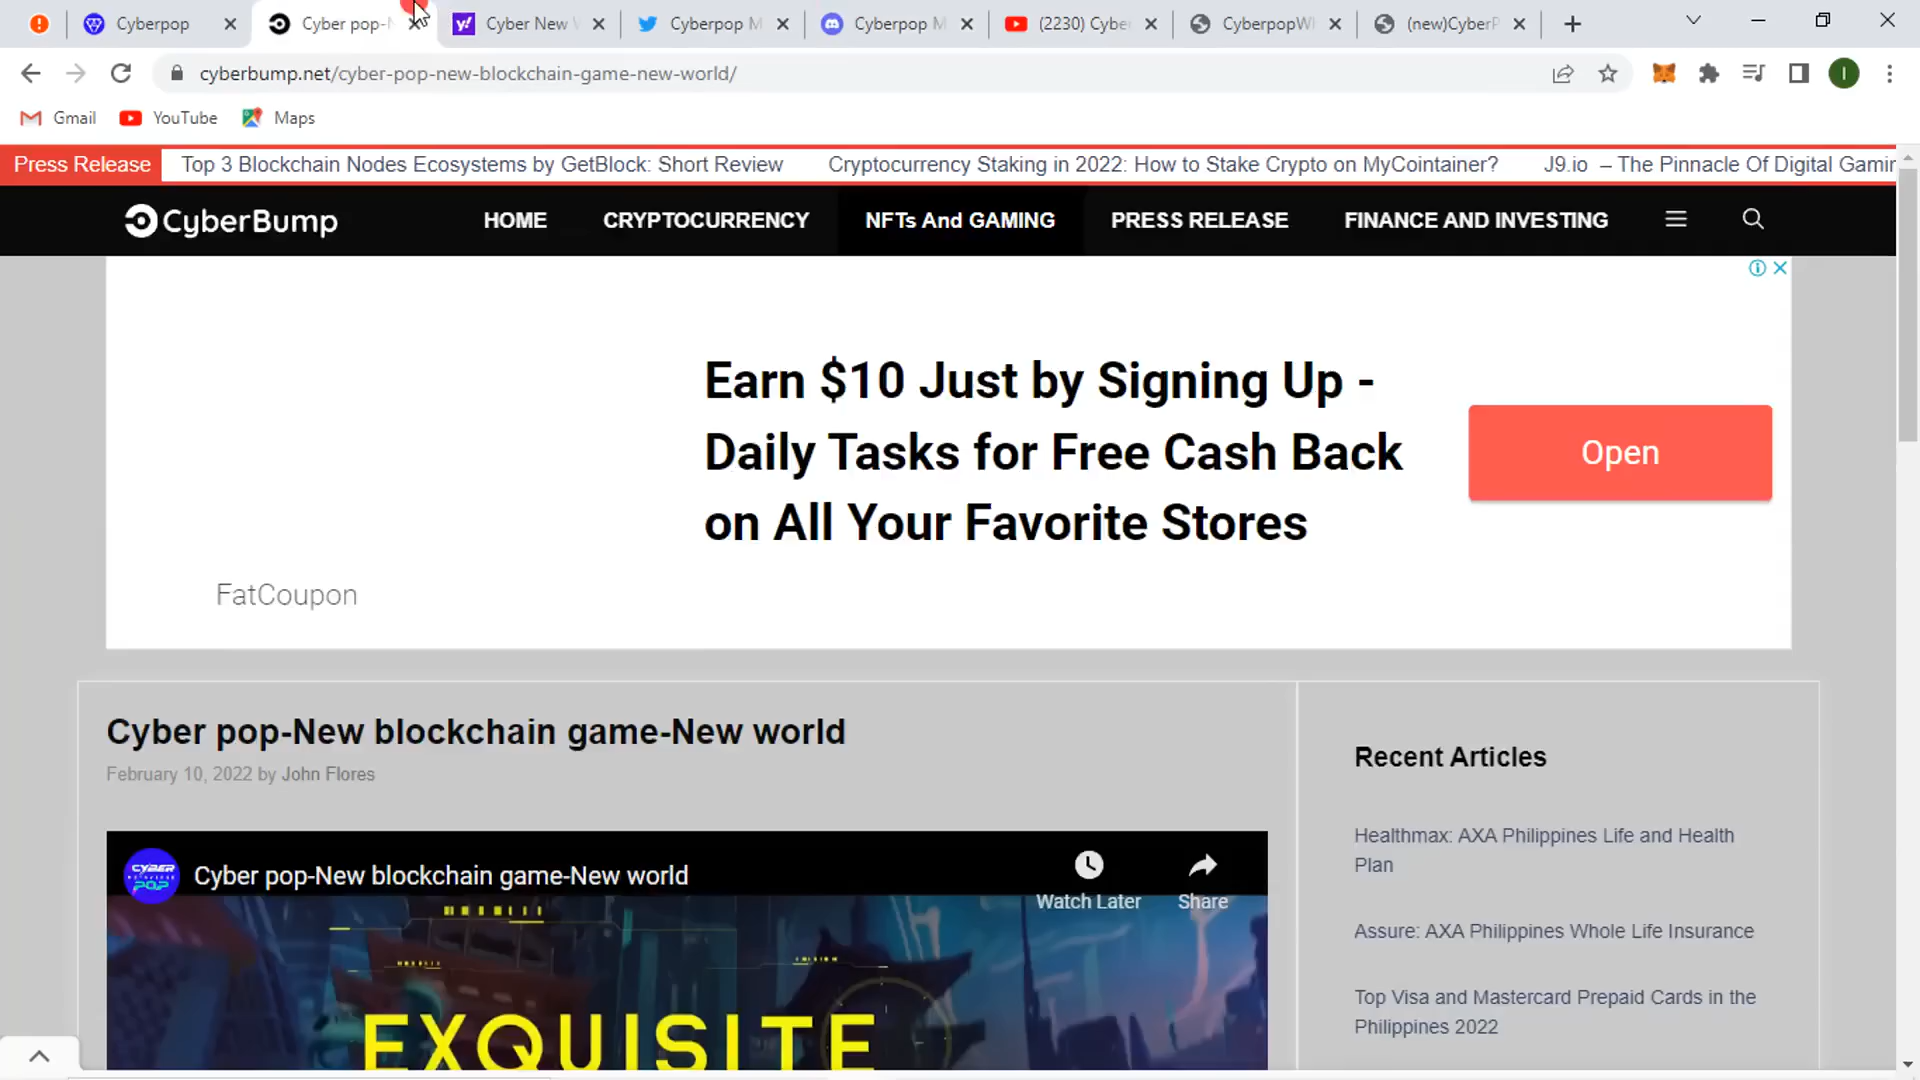 Cyberpop
Cyber pop-
Cyber New
Cyberpop M
Cyberpop M
(2230) Cybe
CyberpopW
(new)CyberP
cyberbump.net/cyber-pop-new-blockchain-game-new-world/
I
Gmail
YouTube
Maps
Press Release
Top 3 Blockchain Nodes Ecosystems by GetBlock: Short Review
Cryptocurrency Staking in 2022: How to Stake Crypto on MyCointainer?
J9.io – The Pinnacle Of Digital Gamin
CyberBump
HOME
CRYPTOCURRENCY
NFTs And GAMING
PRESS RELEASE
FINANCE AND INVESTING
Earn $10 Just by Signing Up -
Daily Tasks for Free Cash Back
on All Your Favorite Stores
Open
FatCoupon
Cyber pop-New blockchain game-New world
February 10, 2022 by John Flores
CYBER
POP
Cyber pop-New blockchain game-New world
Watch Later
Share
EXQUISITE
Recent Articles
Healthmax: AXA Philippines Life and Health
Plan
Assure: AXA Philippines Whole Life Insurance
Top Visa and Mastercard Prepaid Cards in the
Philippines 2022